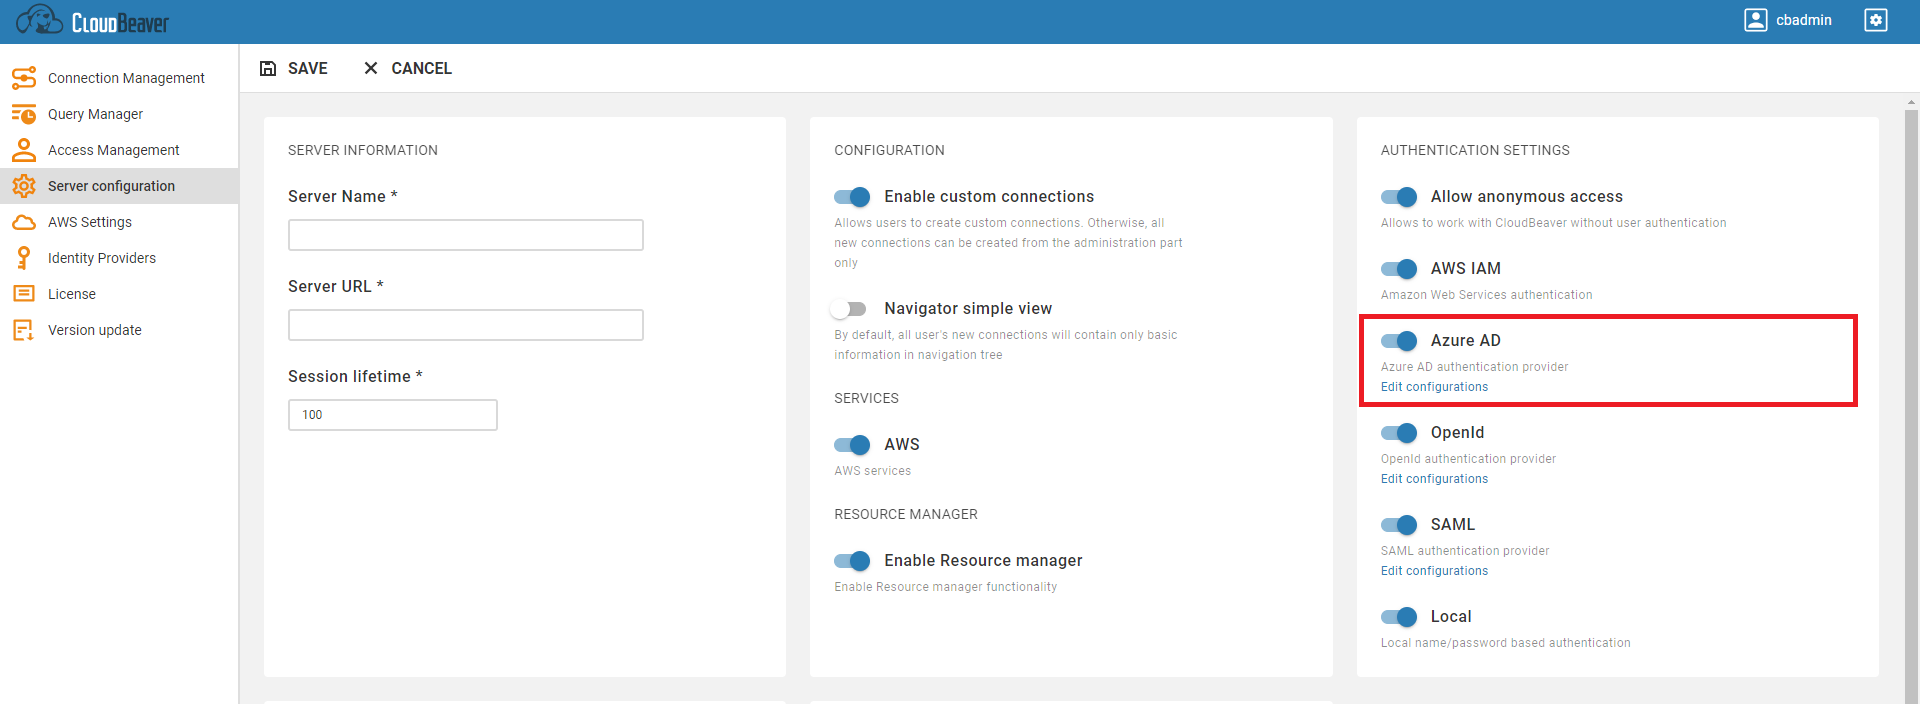 CloudBeaver
cbadmin
Connection Management
Query Manager
Access Management
Server configuration
AWS Settings
Identity Providers
License
Version update
SAVE
CANCEL
SERVER INFORMATION
Server Name *
Server URL *
Session lifetime *
100
CONFIGURATION
Enable custom connections
Allows users to create custom connections. Otherwise, all
new connections can be created from the administration part
only
Navigator simple view
By default, all user's new connections will contain only basic
information in navigation tree
SERVICES
AWS
AWS services
RESOURCE MANAGER
Enable Resource manager
Enable Resource manager functionality
AUTHENTICATION SETTINGS
Allow anonymous access
Allows to work with CloudBeaver without user authentication
AWS IAM
Amazon Web Services authentication
Azure AD
Azure AD authentication provider
Edit configurations
OpenId
OpenId authentication provider
Edit configurations
SAML
SAML authentication provider
Edit configurations
Local
Local name/password based authentication